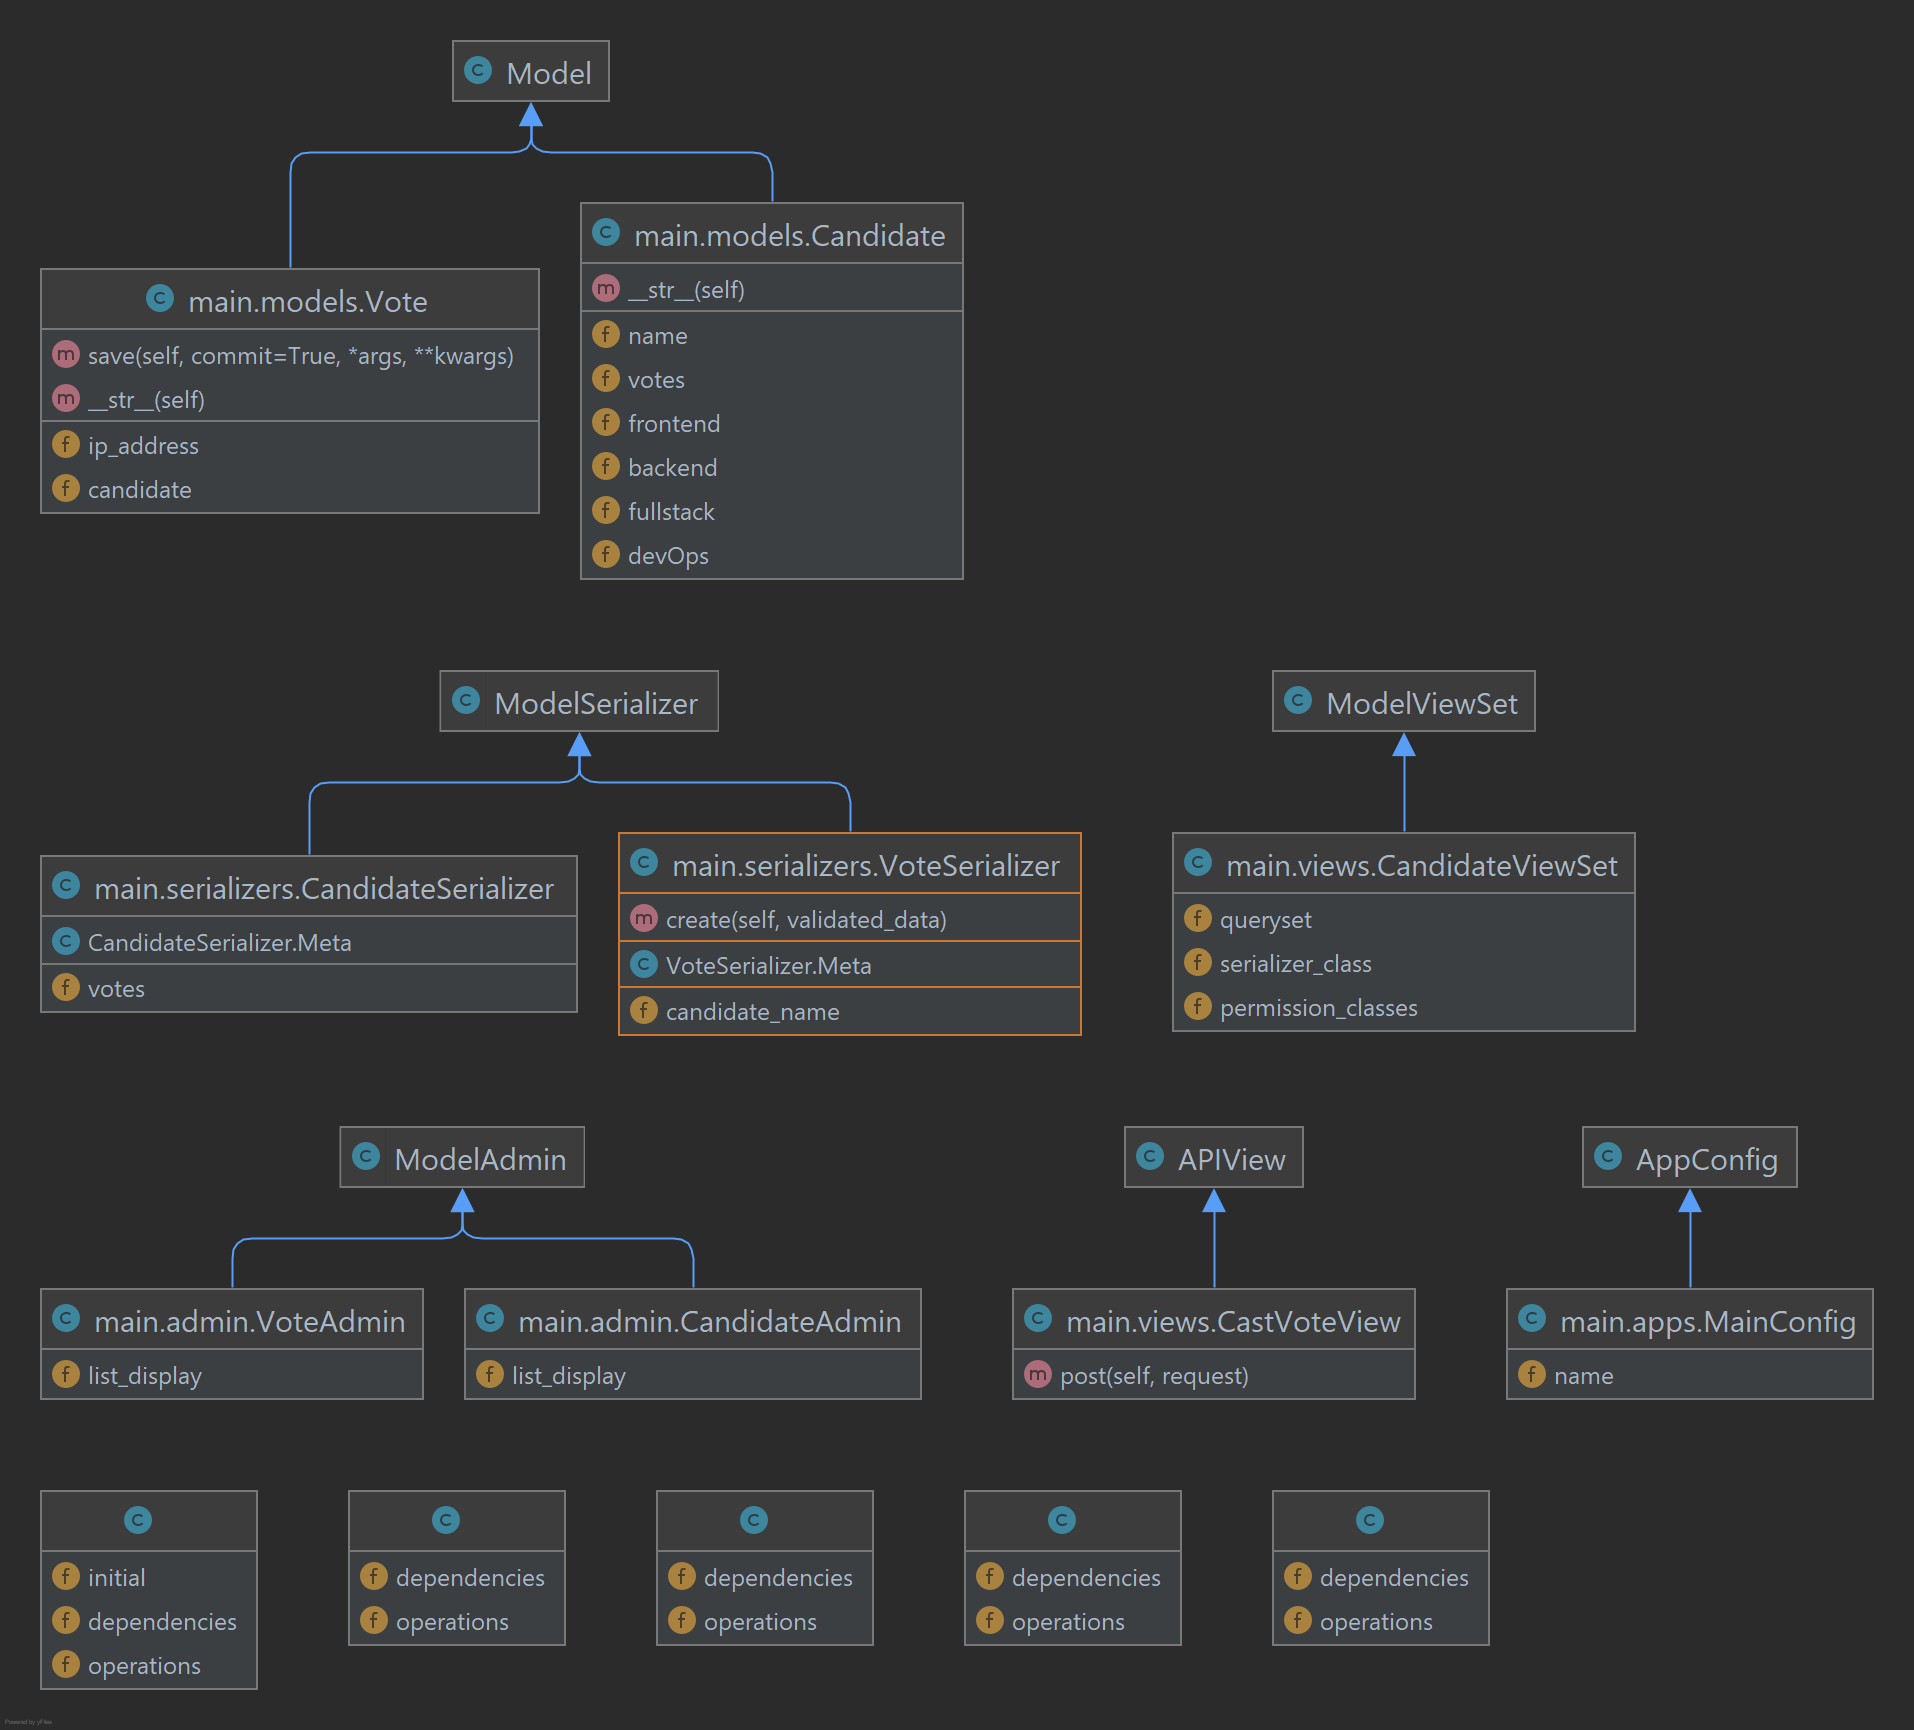 Model
main.models.Candidate
__str__(self)
name
votes
frontend
backend
fullstack
devOps
main.models.Vote
save(self, commit=True, *args, **kwargs)
__str__(self)
ip_address
candidate
ModelSerializer
ModelViewSet
main.serializers.CandidateSerializer
CandidateSerializer.Meta
votes
main.serializers.VoteSerializer
create(self, validated_data)
VoteSerializer.Meta
candidate_name
main.views.CandidateViewSet
queryset
serializer_class
permission_classes
ModelAdmin
APIView
AppConfig
main.admin.VoteAdmin
list_display
main.admin.CandidateAdmin
list_display
main.views.CastVoteView
post(self, request)
main.apps.MainConfig
name
initial
dependencies
operations
dependencies
operations
dependencies
operations
dependencies
operations
dependencies
operations
Powered by yFiles